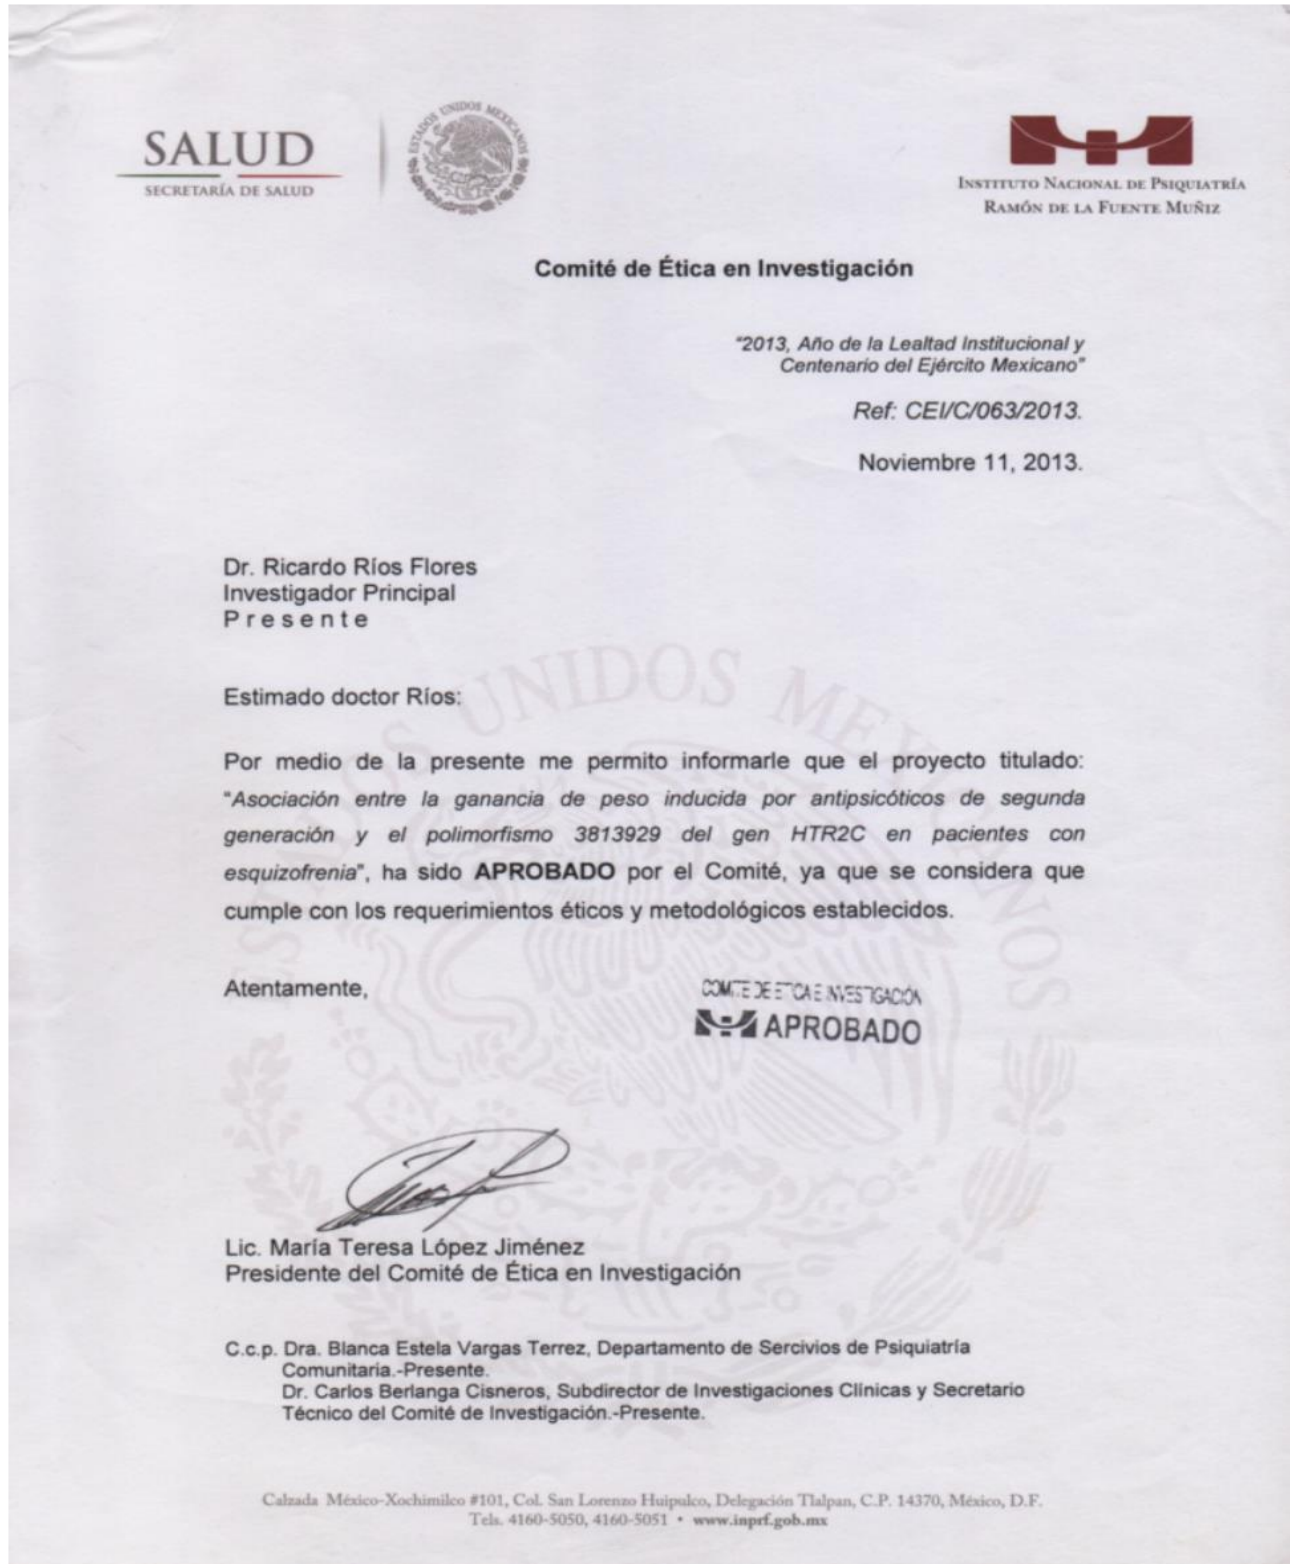 SALUD
SECRETARÍA DE SALUD
ESTADOS UNIDOS MEXICANOS
INSTITUTO NACIONAL DE PSIQUIATRÍA
RAMÓN DE LA FUENTE MUÑIZ
Comité de Ética en Investigación
"2013, Año de la Lealtad Institucional y
Centenario del Ejército Mexicano"
Ref: CEI/C/063/2013.
Noviembre 11, 2013.
Dr. Ricardo Ríos Flores
Investigador Principal
P r e s e n t e
Estimado doctor Ríos:
Por medio de la presente me permito informarle que el proyecto titulado:
"Asociación entre la ganancia de peso inducida por antipsicóticos de segunda
generación y el polimorfismo 3813929 del gen HTR2C en pacientes con
esquizofrenia", ha sido APROBADO por el Comité, ya que se considera que
cumple con los requerimientos éticos y metodológicos establecidos.
Atentamente,
COMITE DE ETICA E INVESTIGACIÓN
APROBADO
Lic. María Teresa López Jiménez
Presidente del Comité de Ética en Investigación
C.c.p. Dra. Blanca Estela Vargas Terrez, Departamento de Sercivios de Psiquiatría
Comunitaria.-Presente.
Dr. Carlos Berlanga Cisneros, Subdirector de Investigaciones Clínicas y Secretario
Técnico del Comité de Investigación.-Presente.
Calzada México-Xochimilco #101, Col. San Lorenzo Huipulco, Delegación Tlalpan, C.P. 14370, México, D.F.
Tels. 4160-5050, 4160-5051 • www.inprf.gob.mx